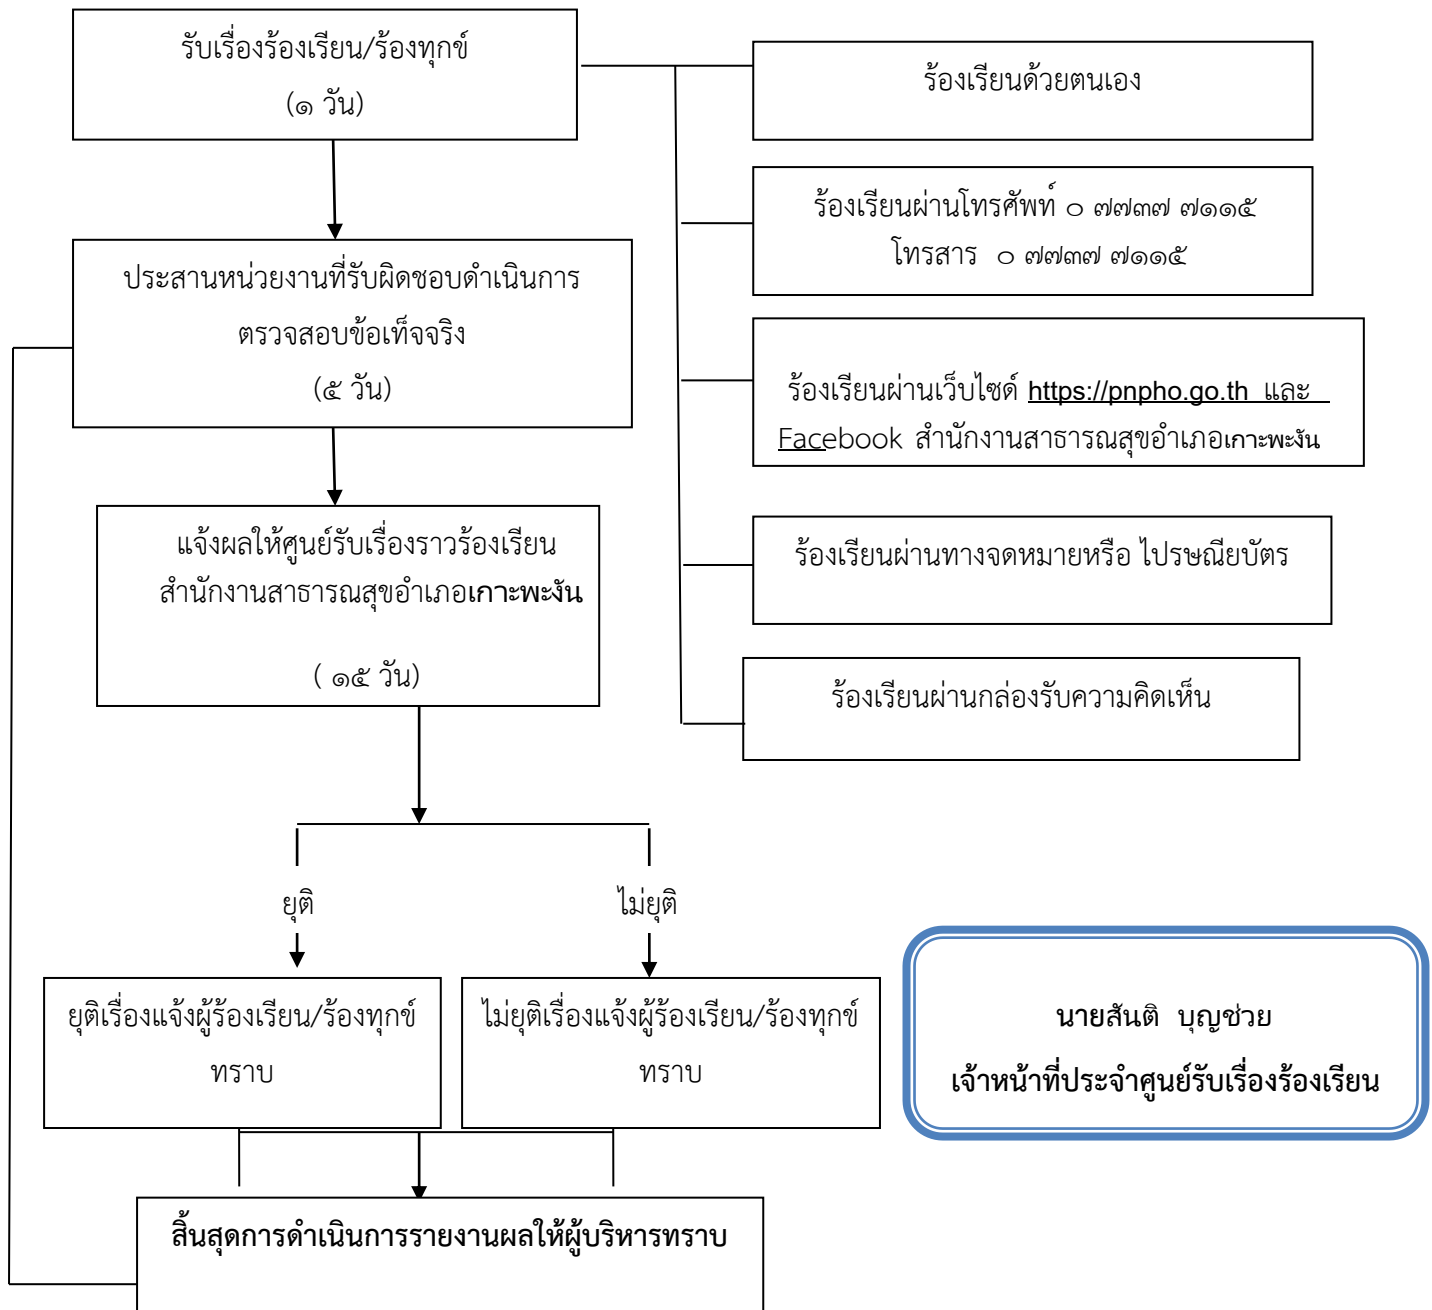 รับเรื่องร้องเรียน/ร้องทุกข์
(๑ วัน)
ร้องเรียนด้วยตนเอง
ร้องเรียนผ่านโทรศัพท์ ๐ ๗๗๓๗ ๗๑๑๕
โทรสาร ๐ ๗๗๓๗ ๗๑๑๕
ประสานหน่วยงานที่รับผิดชอบดำเนินการ
ตรวจสอบข้อเท็จจริง
(๕ วัน)
ร้องเรียนผ่านเว็บไซด์ https://pnpho.go.th และ
Facebook สำนักงานสาธารณสุขอำเภอเกาะพะงัน
แจ้งผลให้ศูนย์รับเรื่องราวร้องเรียน
สำนักงานสาธารณสุขอำเภอเกาะพะงัน
( ๑๕ วัน)
ร้องเรียนผ่านทางจดหมายหรือ ไปรษณียบัตร
ร้องเรียนผ่านกล่องรับความคิดเห็น
ยุติ
ไม่ยุติ
ยุติเรื่องแจ้งผู้ร้องเรียน/ร้องทุกข์
ทราบ
ไม่ยุติเรื่องแจ้งผู้ร้องเรียน/ร้องทุกข์
ทราบ
นายสันติ บุญช่วย
เจ้าหน้าที่ประจำศูนย์รับเรื่องร้องเรียน
สิ้นสุดการดำเนินการรายงานผลให้ผู้บริหารทราบ